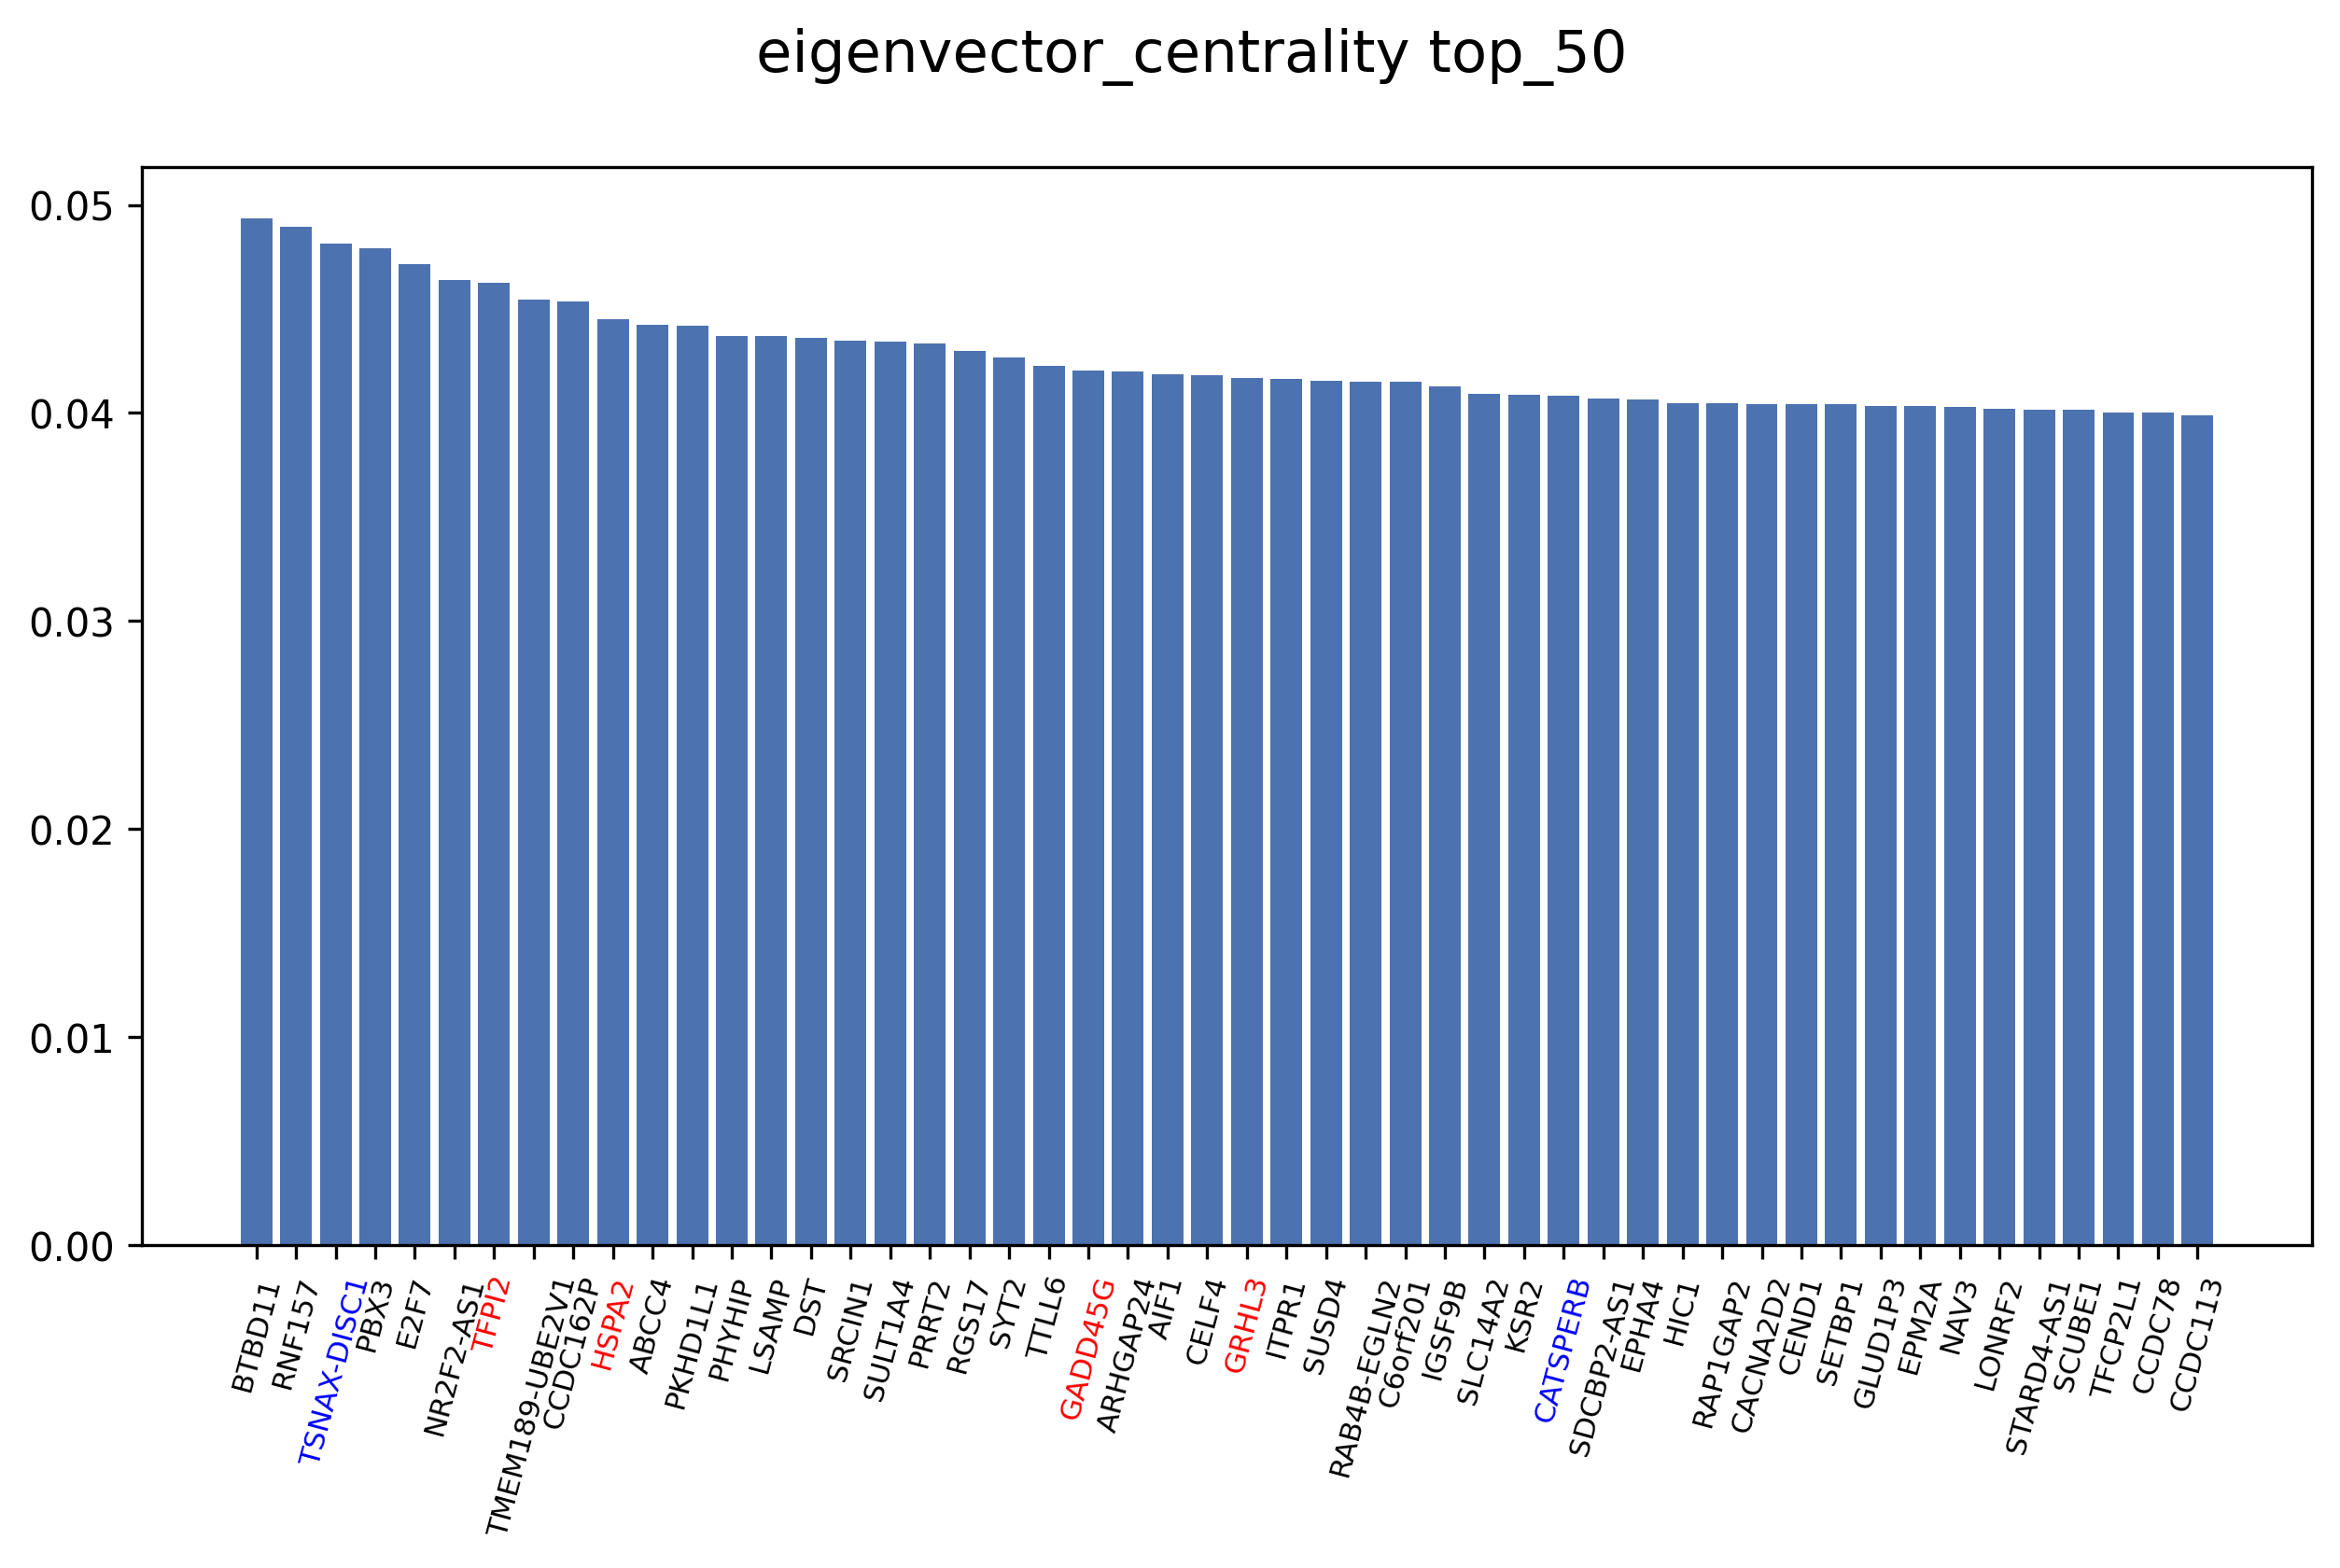 eigenvector_centrality top_50
0.05
0.04
0.03
0.02
0.01
0.00
BTBD11
RNF157
TSNAX-DISC1
PBX3
E2F7
NR2F2-AS1
TFPI2
TMEM189-UBE2V1
CCDC162P
HSPA2
ABCC4
PKHD1L1
PHYHIP
LSAMP
DST
SRCIN1
SULT1A4
PRRT2
RGS17
SYT2
TTLL6
GADD45G
ARHGAP24
AIF1
CELF4
GRHL3
ITPR1
SUSD4
RAB4B-EGLN2
C6orf201
IGSF9B
SLC14A2
KSR2
CATSPERB
SDCBP2-AS1
EPHA4
HIC1
RAP1GAP2
CACNA2D2
CEND1
SETBP1
GLUD1P3
EPM2A
NAV3
LONRF2
STARD4-AS1
SCUBE1
TFCP2L1
CCDC78
CCDC113